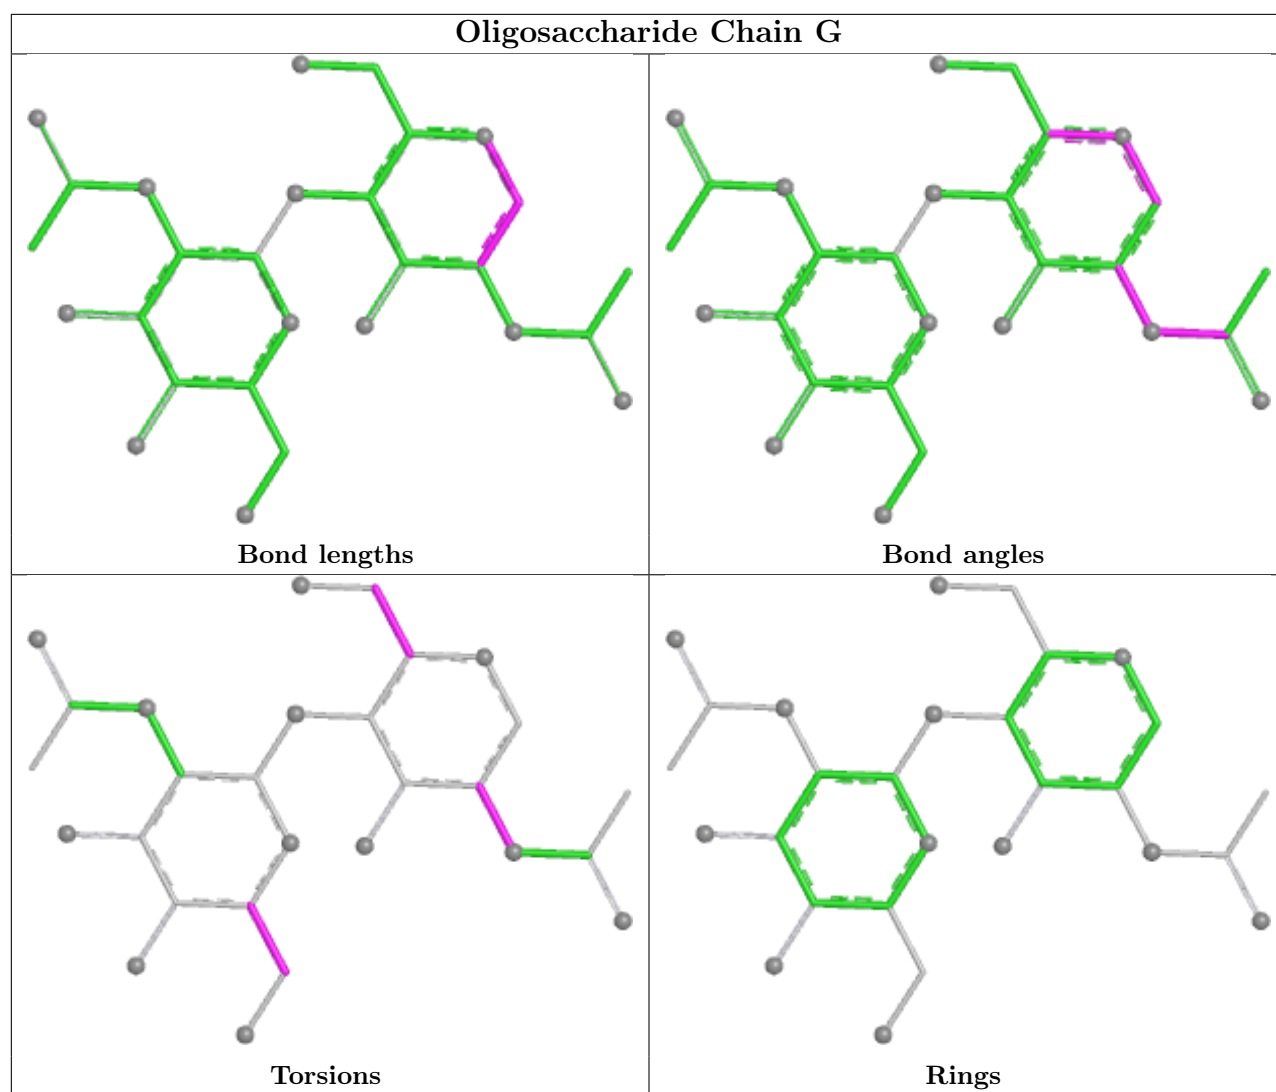 Oligosaccharide Chain G
Bond lengths
Bond angles
Torsions
Rings